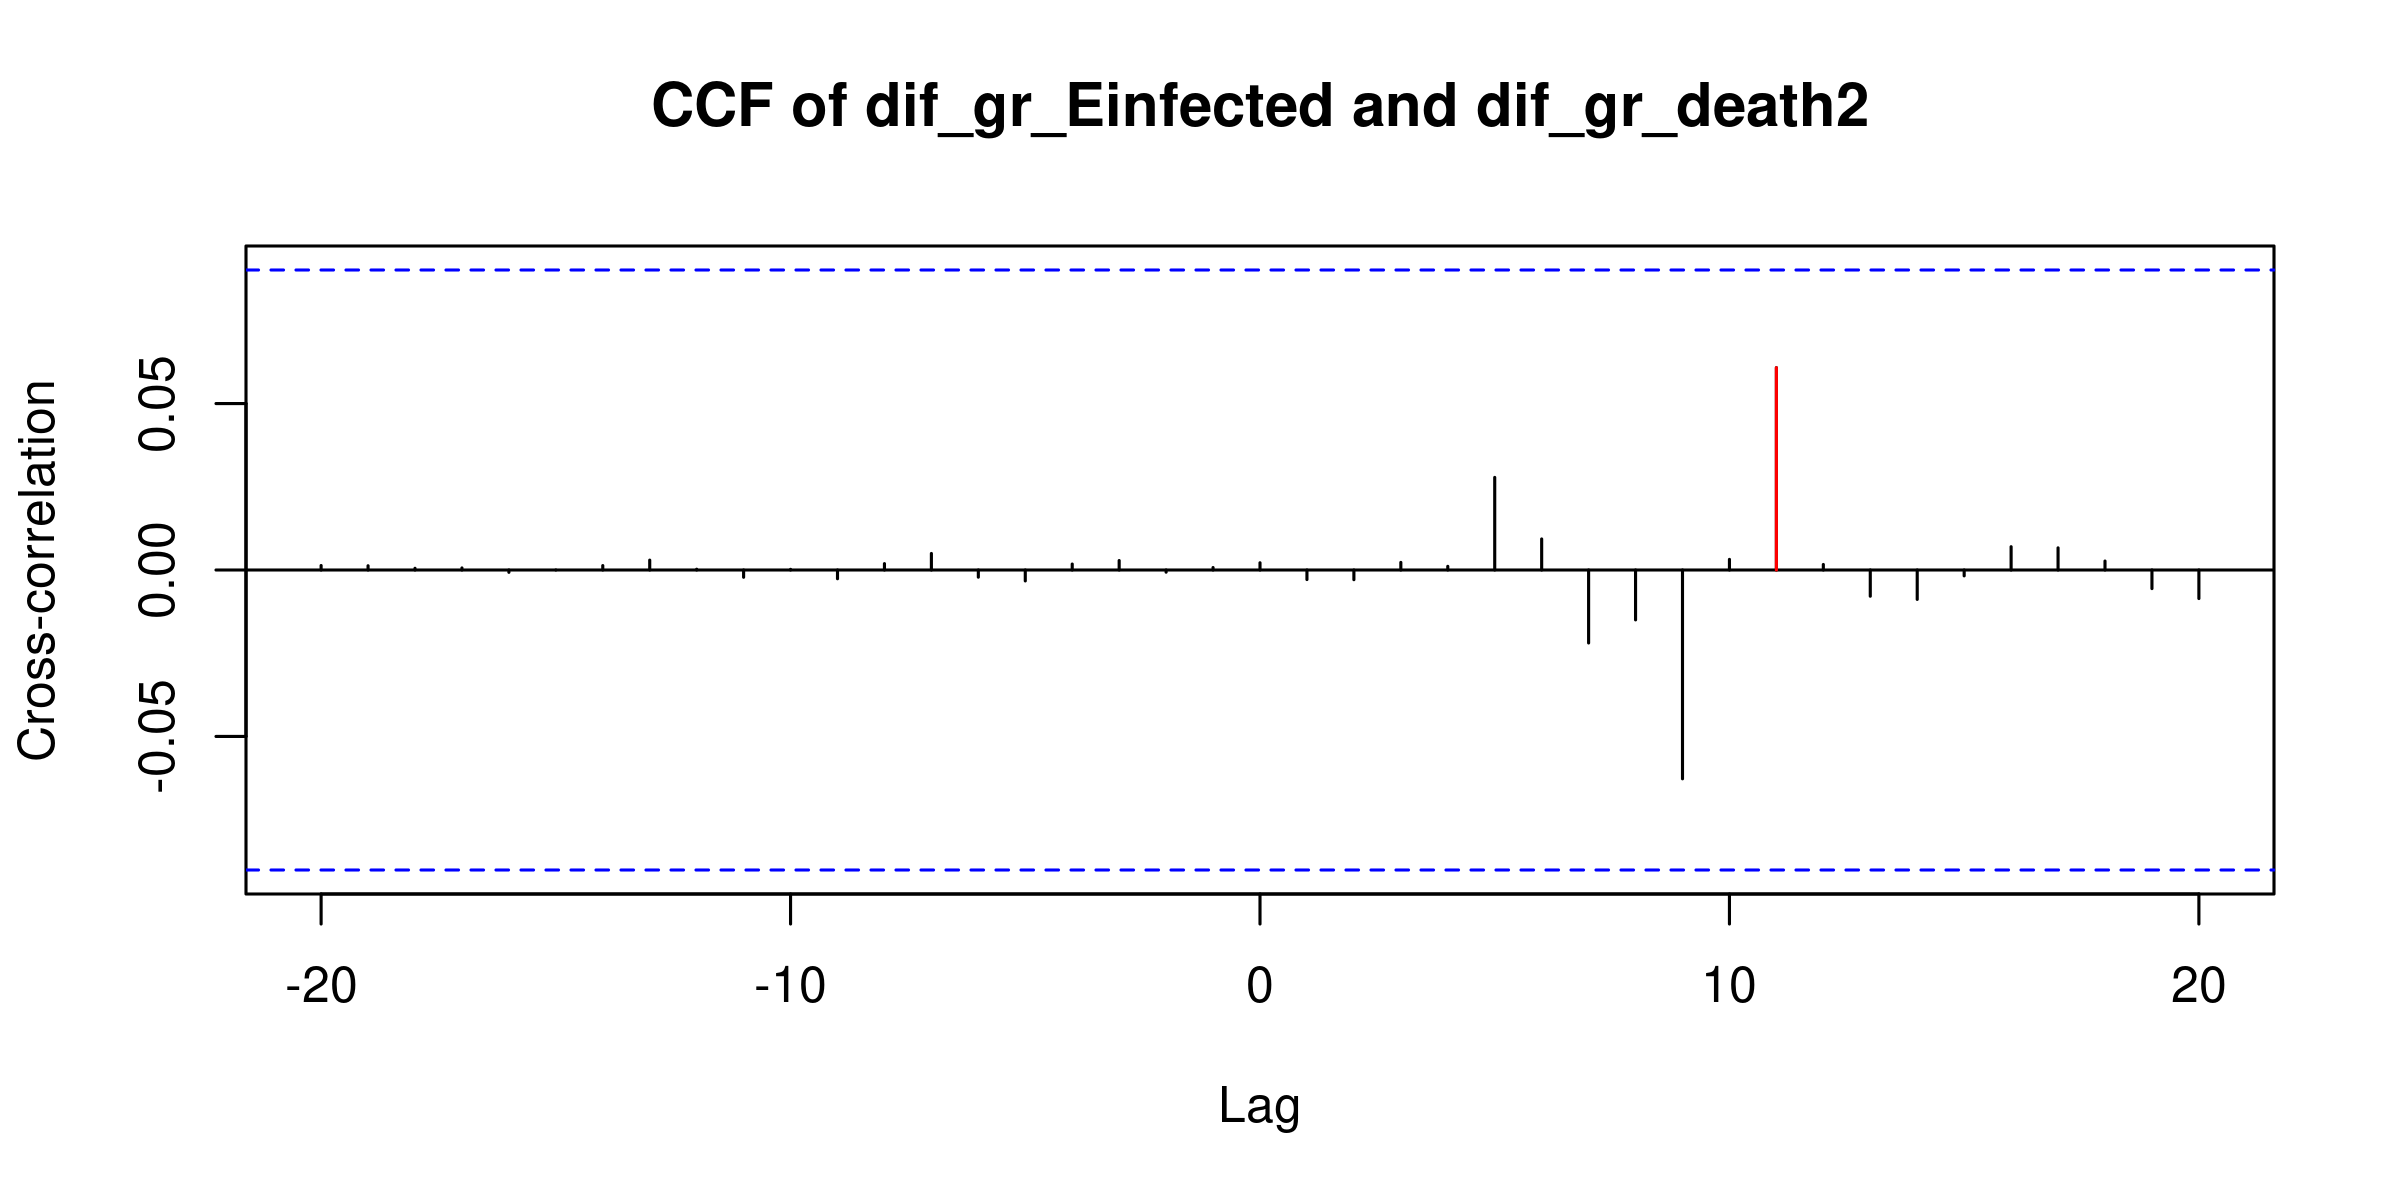 CCF of dif_gr_Einfected and dif_gr_death2
Cross-correlation
0.05
0.00
-0.05
-20
-10
0
10
20
Lag